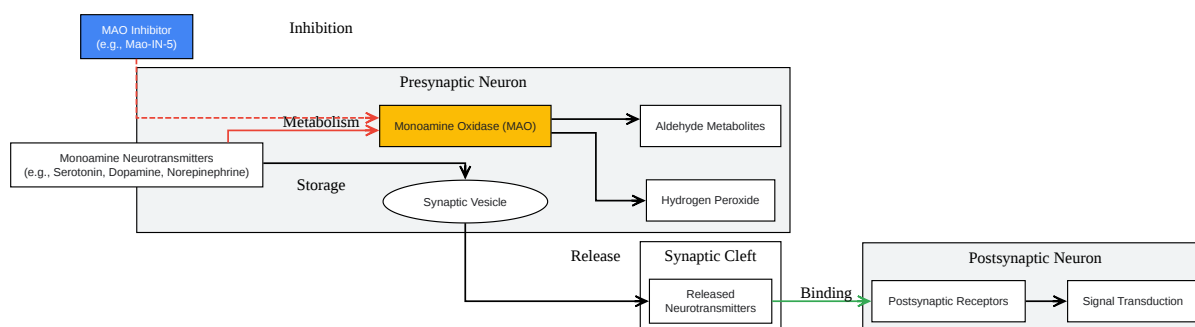 MAO Inhibitor
(e.g., Mao-IN-5)
Inhibition
Presynaptic Neuron
Metabolism
Monoamine Oxidase (MAO)
Aldehyde Metabolites
Monoamine Neurotransmitters
(e.g., Serotonin, Dopamine, Norepinephrine)
Storage
Synaptic Vesicle
Hydrogen Peroxide
Release
Synaptic Cleft
Postsynaptic Neuron
Released
Neurotransmitters
Binding
Postsynaptic Receptors
Signal Transduction